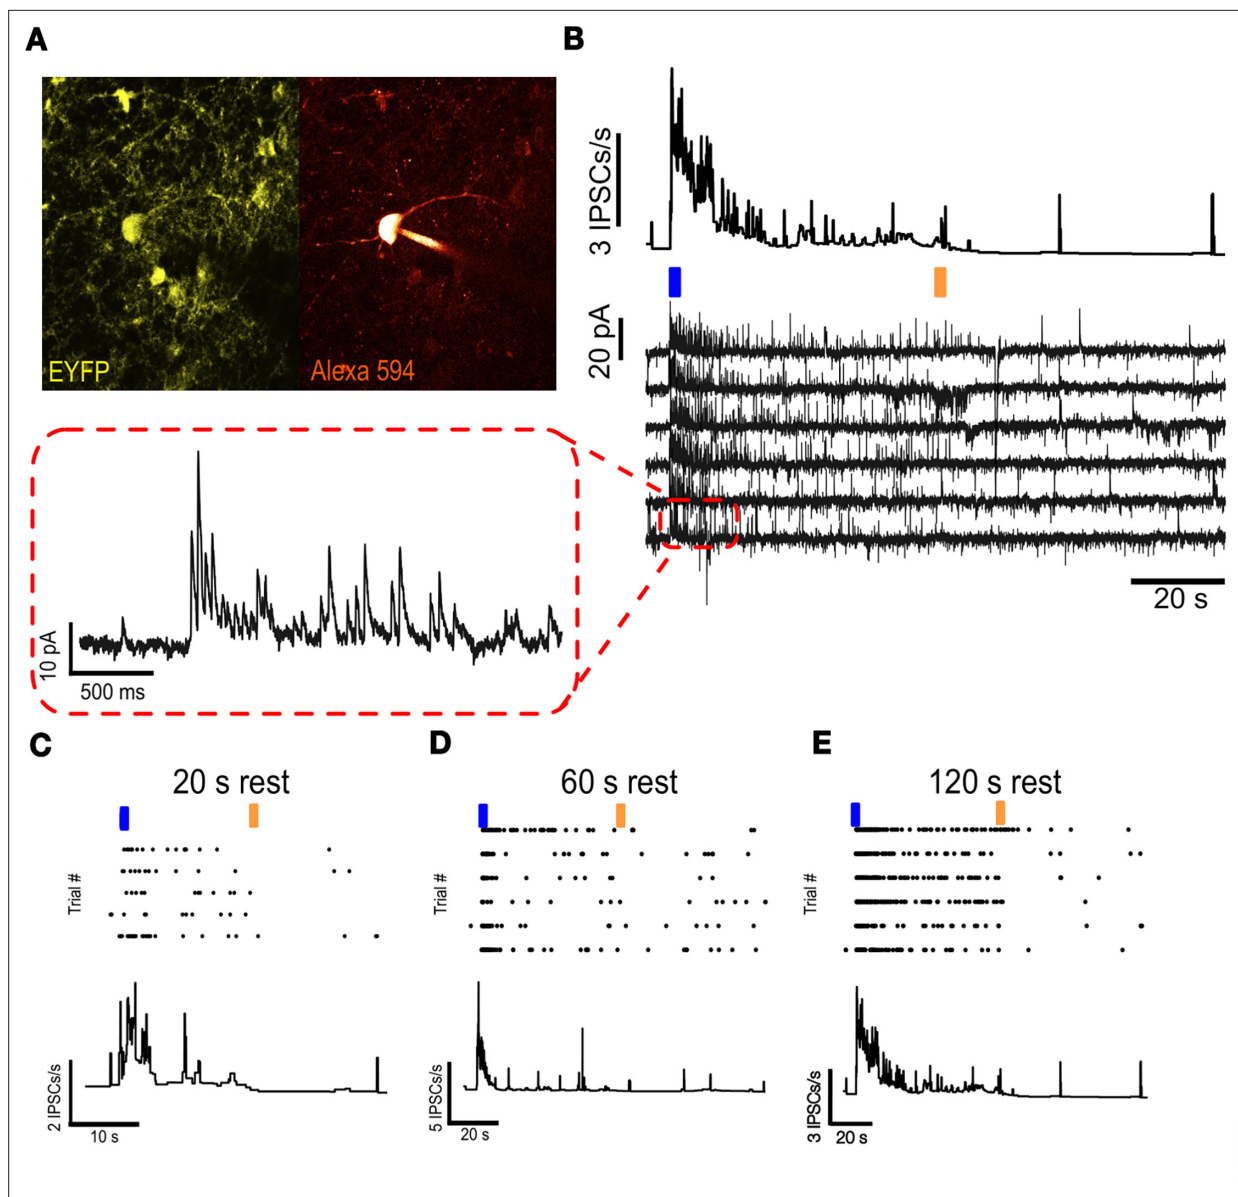 A
B
EYFP
Alexa 594
3 IPSCs/s
20 pA
20 s
10 pA
500 ms
C
D
E
20 s rest
60 s rest
120 s rest
Trial #
Trial #
Trial #
2 IPSCs/s
10 s
5 IPSCs/s
20 s
3 IPSCs/s
20 s